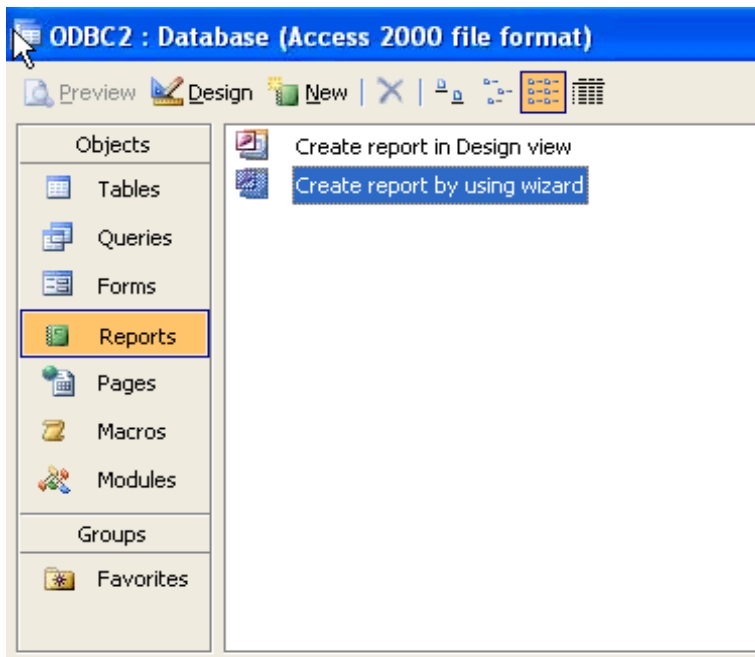 ODBC2 : Database (Access 2000 file format)
Preview Design New
Objects
Tables
Queries
Forms
Reports
Pages
Macros
Modules
Groups
Favorites
Create report in Design view
Create report by using wizard